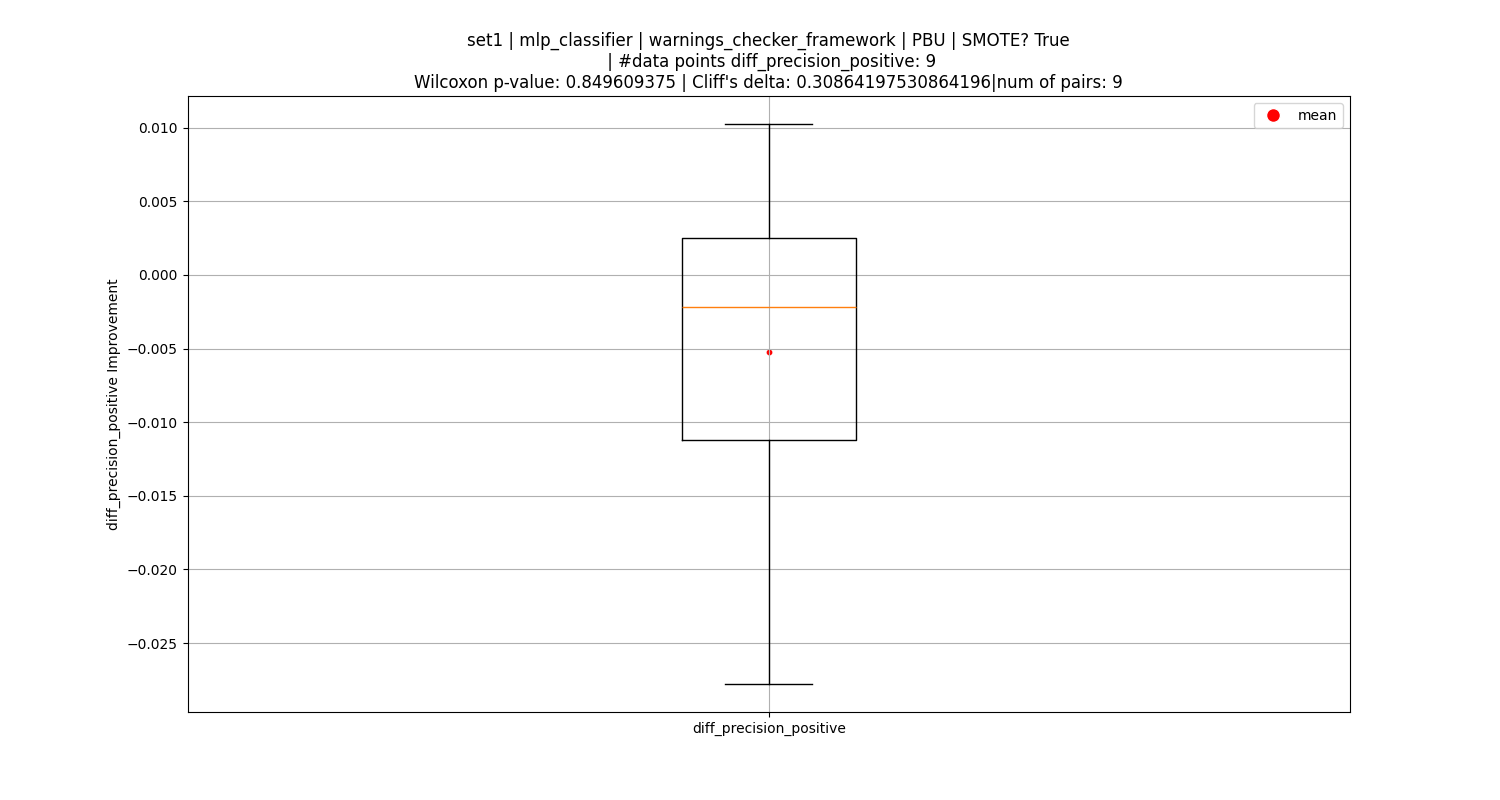 set1 | mlp_classifier | warnings_checker_framework | PBU | SMOTE? True
| #data points diff_precision_positive: 9
Wilcoxon p-value: 0.849609375 | Cliff's delta: 0.30864197530864196|num of pairs: 9
mean
0.010
0.005
0.000
−0.005
−0.010
−0.015
−0.020
−0.025
diff_precision_positive Improvement
diff_precision_positive